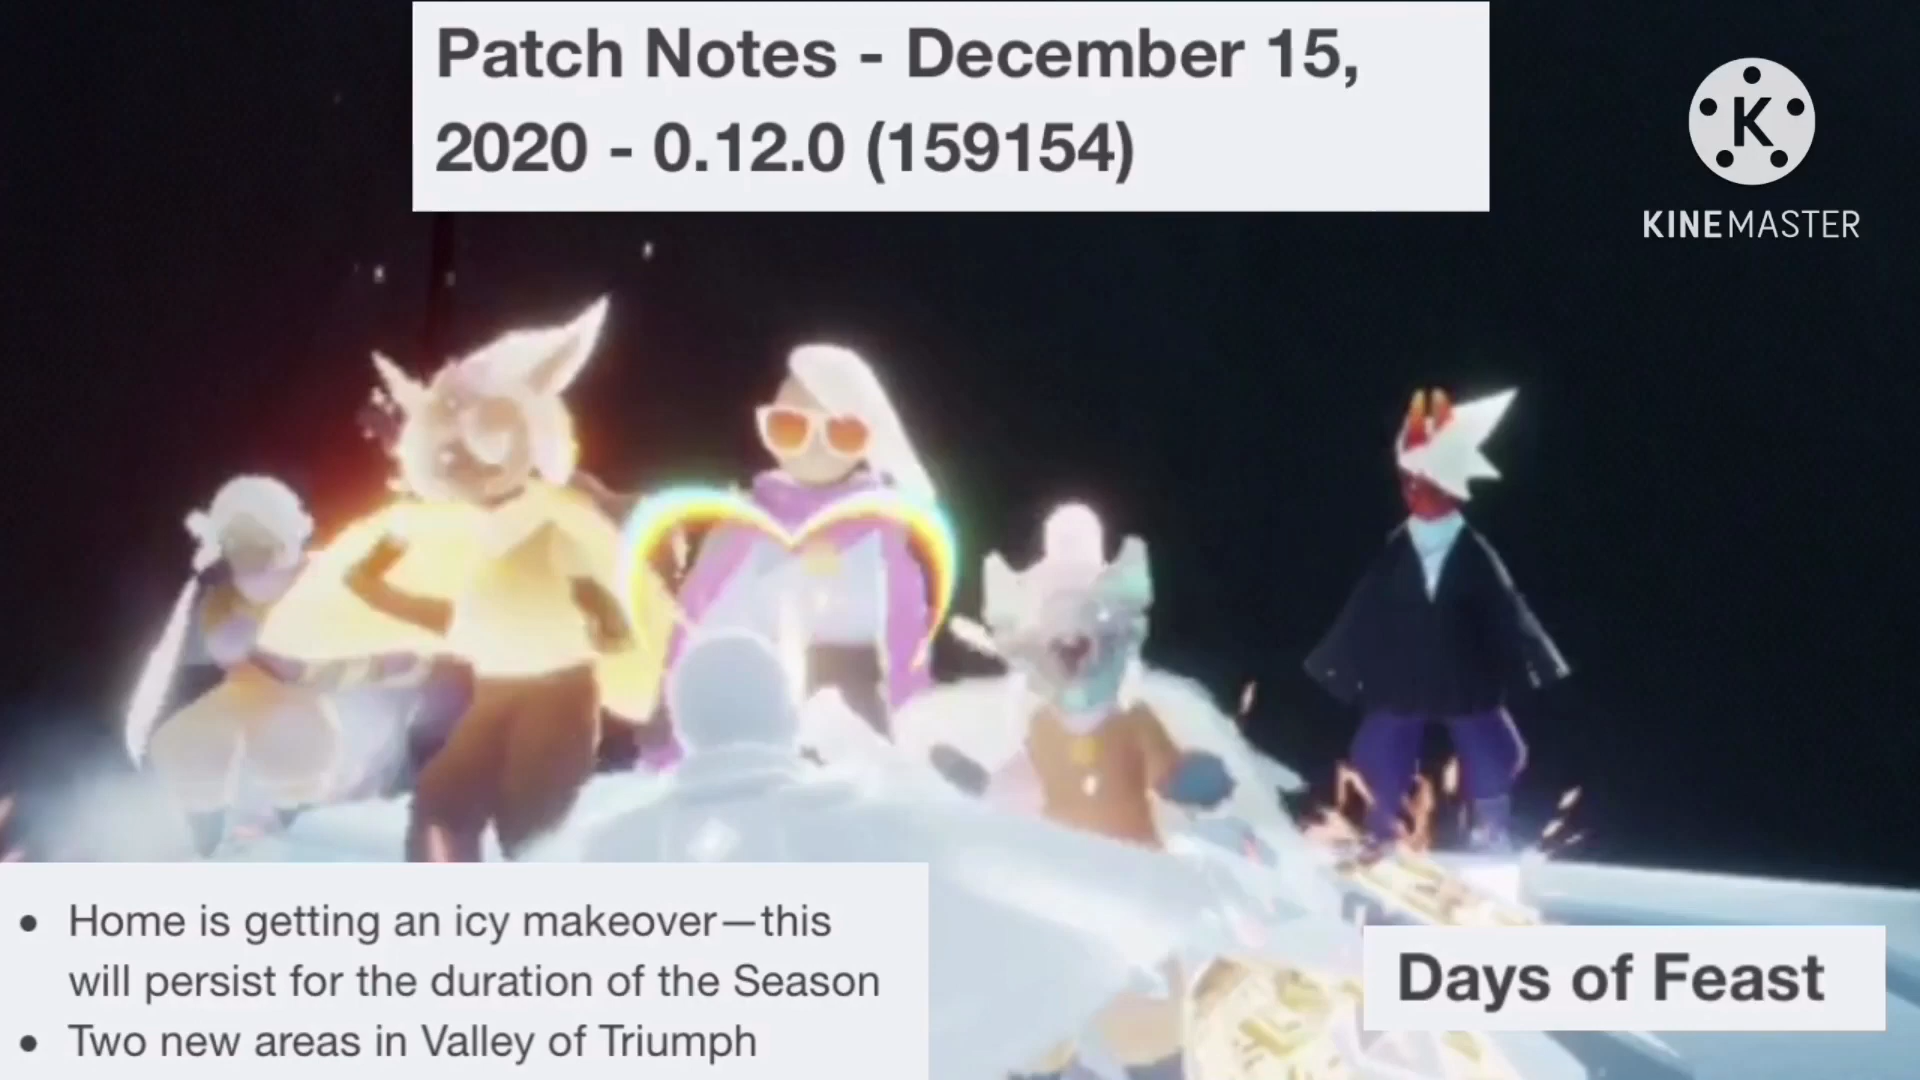 Patch Notes - December 15,
2020 - 0.12.0 (159154)
K
KINEMASTER
• Home is getting an icy makeover—this
will persist for the duration of the Season
• Two new areas in Valley of Triumph
Days of Feast